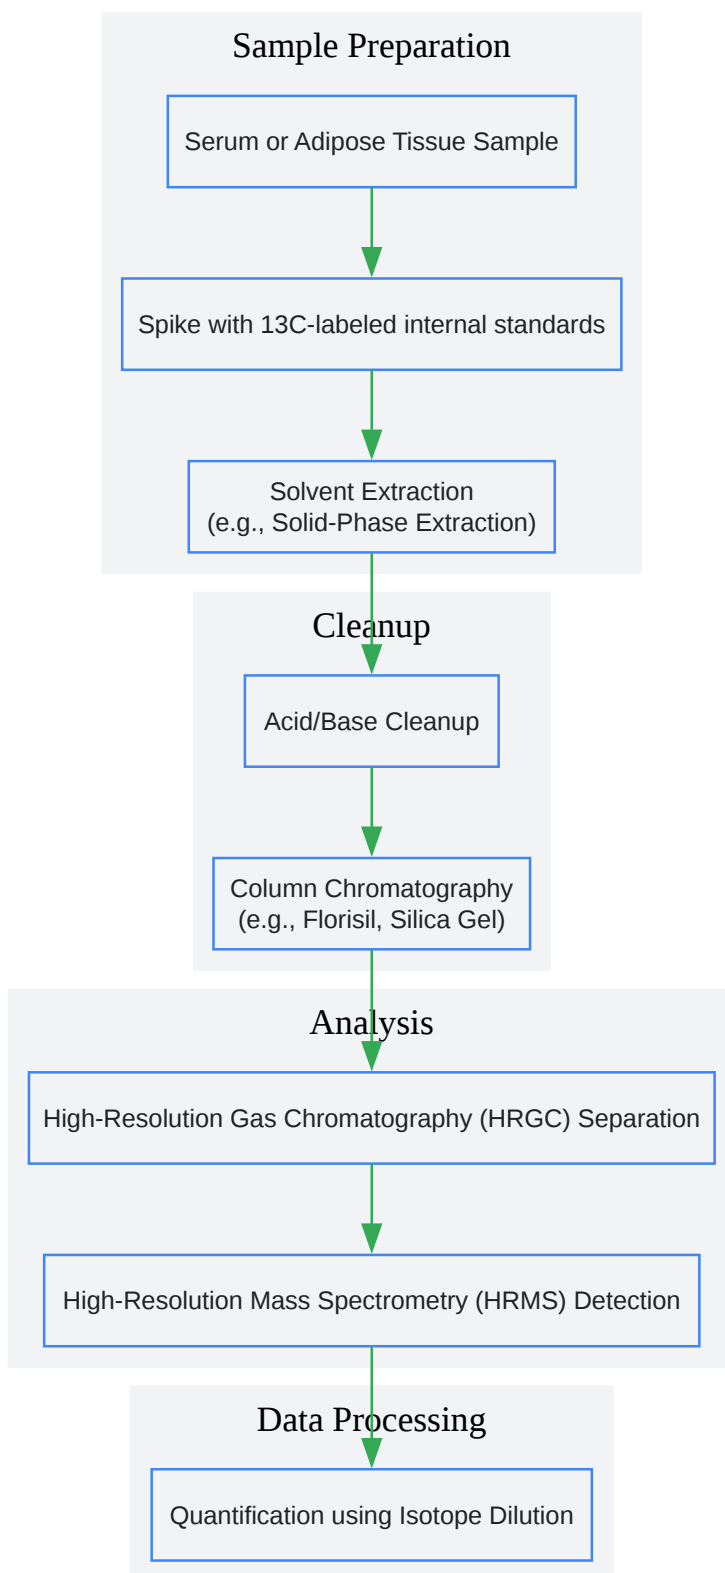 Sample Preparation
Serum or Adipose Tissue Sample
Spike with 13C-labeled internal standards
Solvent Extraction
(e.g., Solid-Phase Extraction)
Cleanup
Acid/Base Cleanup
Column Chromatography
(e.g., Florisil, Silica Gel)
Analysis
High-Resolution Gas Chromatography (HRGC) Separation
High-Resolution Mass Spectrometry (HRMS) Detection
Data Processing
Quantification using Isotope Dilution